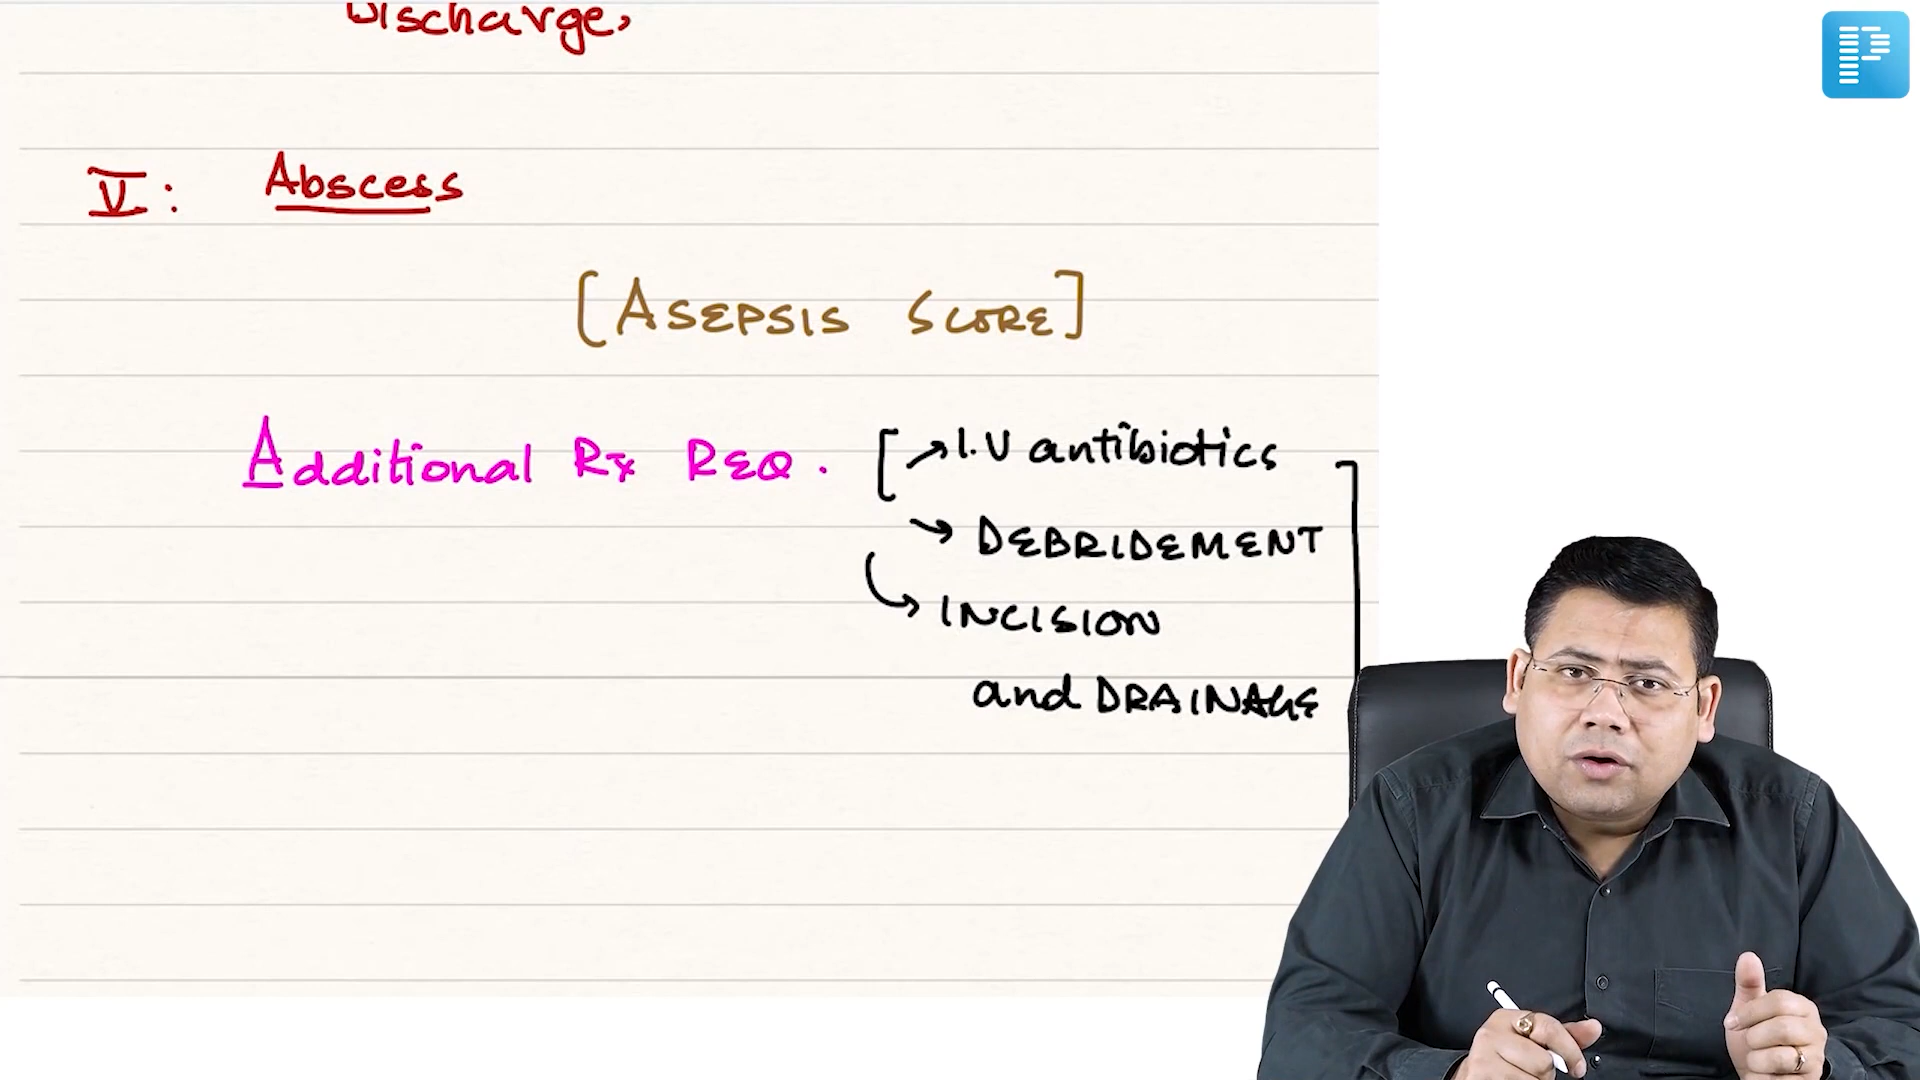 Discharge,
V: Abscess
[ASEPSIS SCORE]
Additional Rx REQ.
I.V antibiotics
DEBRIDEMENT
INCISION
and DRAINAGE